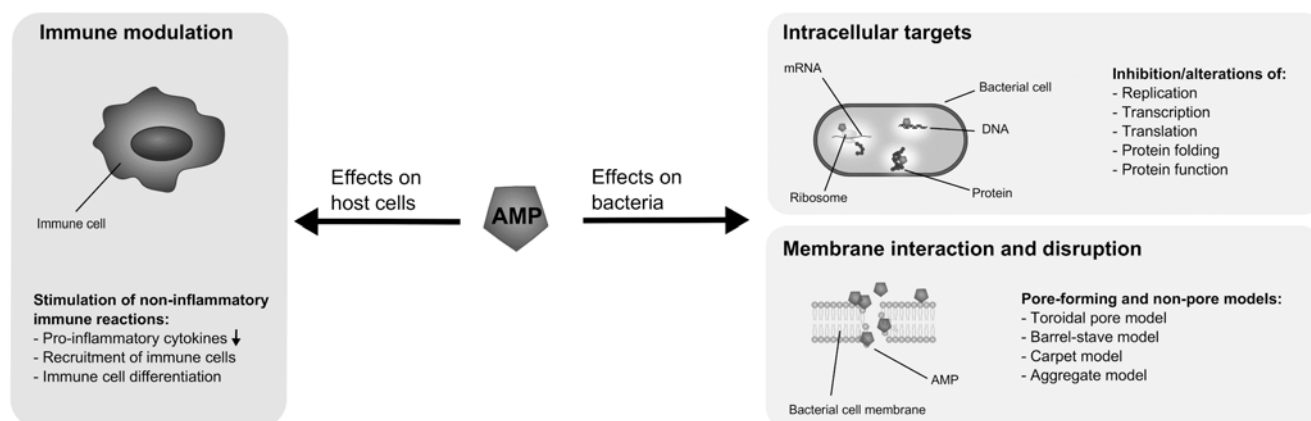 Immune modulation
Immune cell
Stimulation of non-inflammatory
immune reactions:
- Pro-inflammatory cytokines ↓
- Recruitment of immune cells
- Immune cell differentiation
Effects on
host cells
AMP
Effects on
bacteria
Intracellular targets
mRNA
Bacterial cell
DNA
Ribosome
Protein
Inhibition/alterations of:
- Replication
- Transcription
- Translation
- Protein folding
- Protein function
Membrane interaction and disruption
AMP
Bacterial cell membrane
Pore-forming and non-pore models:
- Toroidal pore model
- Barrel-stave model
- Carpet model
- Aggregate model